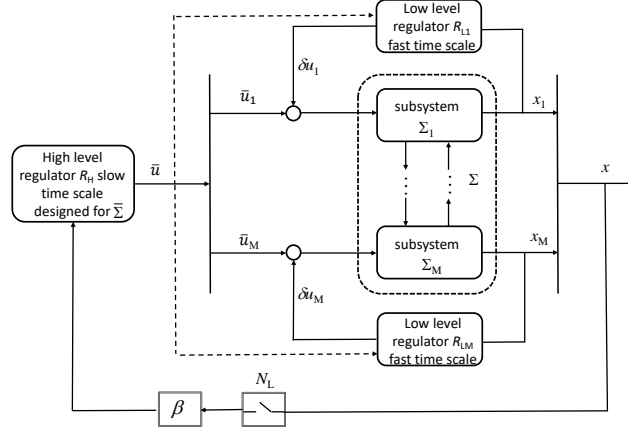 Low level
regulator R_L1
fast time scale
δu_1
ū_1
subsystem
Σ_1
x_1
High level
regulator R_H slow
time scale
designed for Σ̄
ū
Σ
x
ū_M
subsystem
Σ_M
x_M
δu_M
Low level
regulator R_LM
fast time scale
N_L
β